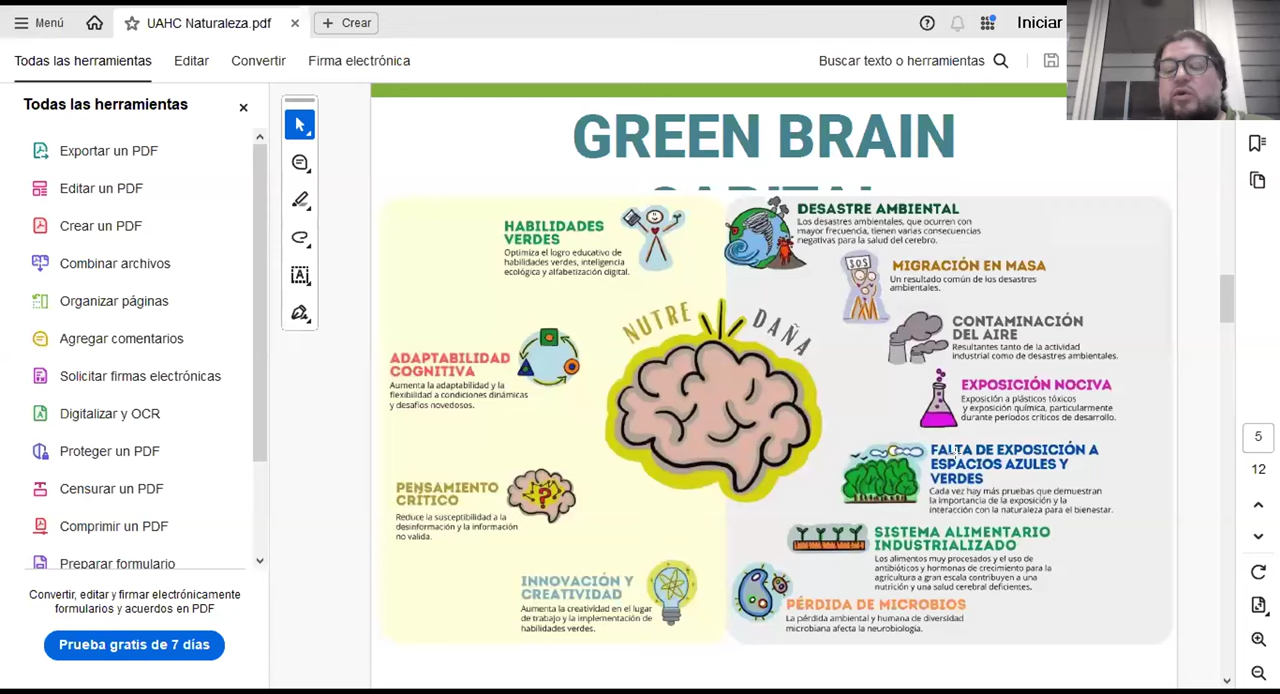 Menú
UAHC Naturaleza.pdf
Crear
Iniciar
Todas las herramientas
Editar
Convertir
Firma electrónica
Buscar texto o herramientas
Todas las herramientas
Exportar un PDF
Editar un PDF
Crear un PDF
Combinar archivos
Organizar páginas
Agregar comentarios
Solicitar firmas electrónicas
Digitalizar y OCR
Proteger un PDF
Censurar un PDF
Comprimir un PDF
Preparar formulario
Convertir, editar y firmar electrónicamente
formularios y acuerdos en PDF
Prueba gratis de 7 días
GREEN BRAIN
CAPITAL
HABILIDADES
VERDES
Optimiza el logro educativo de
habilidades verdes, inteligencia
ecológica y alfabetización digital.
ADAPTABILIDAD
COGNITIVA
Aumenta la adaptabilidad y la
flexibilidad a condiciones dinámicas
y desafíos novedosos.
PENSAMIENTO
CRÍTICO
Reduce la susceptibilidad a la
desinformación y la información
no valida.
INNOVACIÓN Y
CREATIVIDAD
Aumenta la creatividad en el lugar
de trabajo y la implementación de
habilidades verdes.
NUTRE
DAÑA
DESASTRE AMBIENTAL
Los desastres ambientales, que ocurren con
mayor frecuencia, tienen varias consecuencias
negativas para la salud del cerebro.
SOS
MIGRACIÓN EN MASA
Un resultado común de los desastres
ambientales.
CONTAMINACIÓN
DEL AIRE
Resultantes tanto de la actividad
industrial como de desastres ambientales.
EXPOSICIÓN NOCIVA
Exposición a plásticos tóxicos
y exposición química, particularmente
durante períodos críticos de desarrollo.
FALTA DE EXPOSICIÓN A
ESPACIOS AZULES Y
VERDES
Cada vez hay más pruebas que demuestran
la importancia de la exposición y la
interacción con la naturaleza para el bienestar.
SISTEMA ALIMENTARIO
INDUSTRIALIZADO
Los alimentos muy procesados y el uso de
antibióticos y hormonas de crecimiento para la
agricultura a gran escala contribuyen a una
nutrición y una salud cerebral deficientes.
PÉRDIDA DE MICROBIOS
La pérdida ambiental y humana de diversidad
microbiana afecta la neurobiología.
5
12